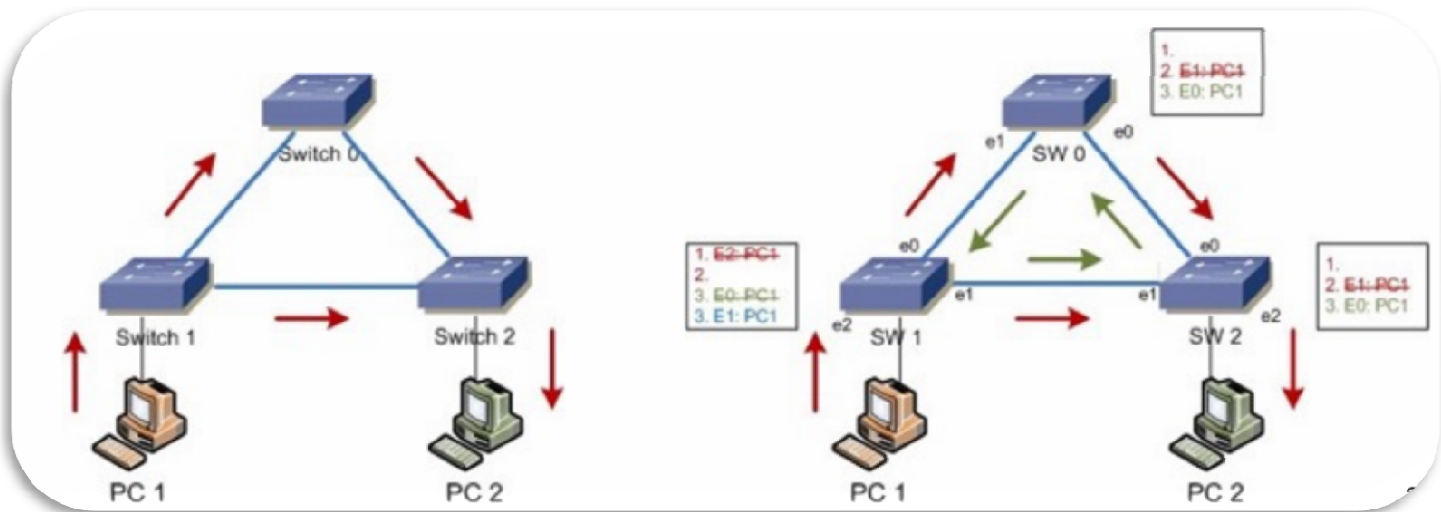 Switch 0
Switch 1
Switch 2
PC 1
PC 2
1.
2. E1: PC1
3. E0: PC1
e1
e0
SW 0
1. E2: PC1
2.
3. E0: PC1
3. E1: PC1
e0
e1
e2
SW 1
e0
e1
e2
SW 2
1.
2. E1: PC1
3. E0: PC1
PC 1
PC 2